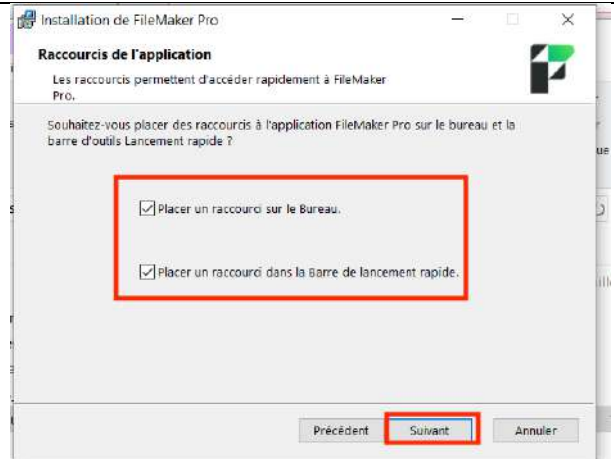 Installation de FileMaker Pro
Raccourcis de l'application
Les raccourcis permettent d'accéder rapidement à FileMaker
Pro.
Souhaitez-vous placer des raccourcis à l'application FileMaker Pro sur le bureau et la
barre d'outils Lancement rapide ?
Placer un raccourci sur le Bureau.
Placer un raccourci dans la Barre de lancement rapide.
Précédent Suivant Annuler